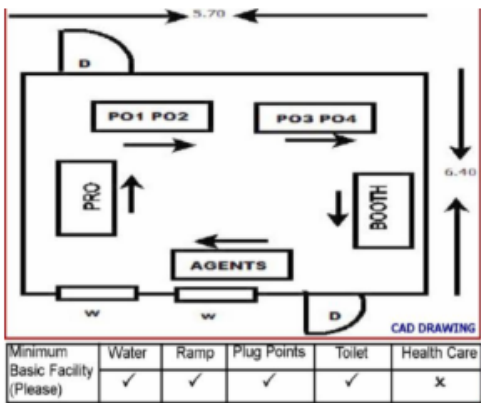 5.70
D
PO1 PO2
PO3 PO4
6.40
PRO
BOOTH
AGENTS
W
W
D
CAD DRAWING
Minimum Basic Facility (Please)
Water
Ramp
Plug Points
Toilet
Health Care
✓
✓
✓
✓
x